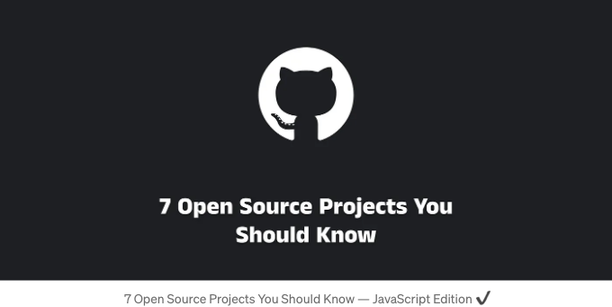 7 Open Source Projects You
Should Know
7 Open Source Projects You Should Know — JavaScript Edition ✔️